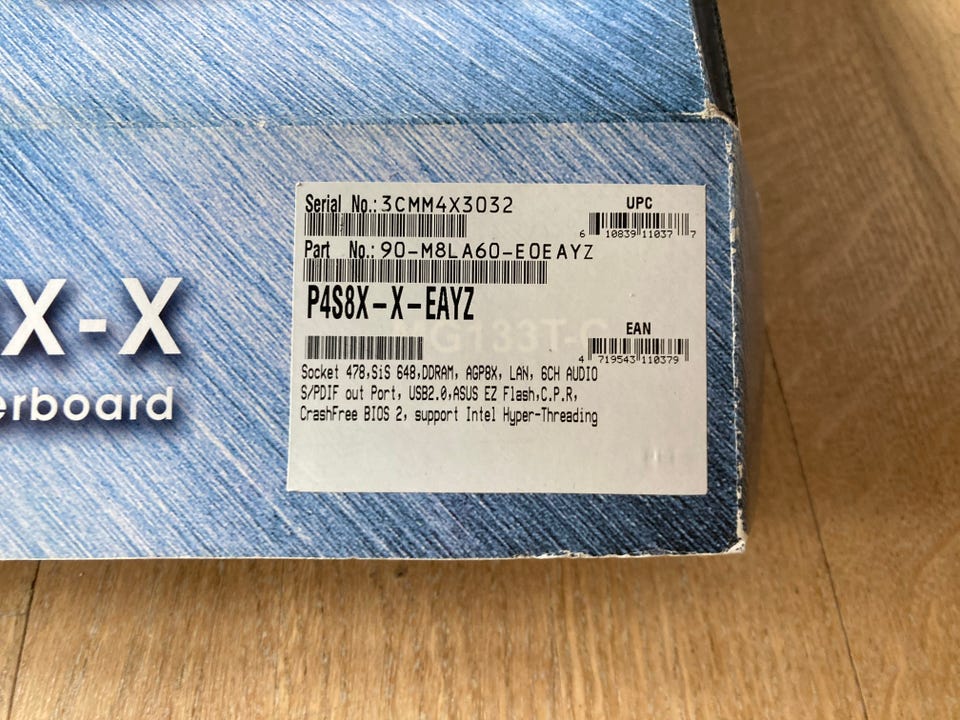 Serial No.: 3CMM4X3032
UPC
6 10839 11037 7
Part No.: 90-M8LA60-E0EAYZ
P4S8X-X-EAYZ
MG133T-C
EAN
4 719543 110379
Socket 478,SiS 648,DDRAM, AGP8X, LAN, 6CH AUDIO
S/PDIF out Port, USB2.0,ASUS EZ Flash,C.P.R,
CrashFree BIOS 2, support Intel Hyper-Threading
X-X
erboard